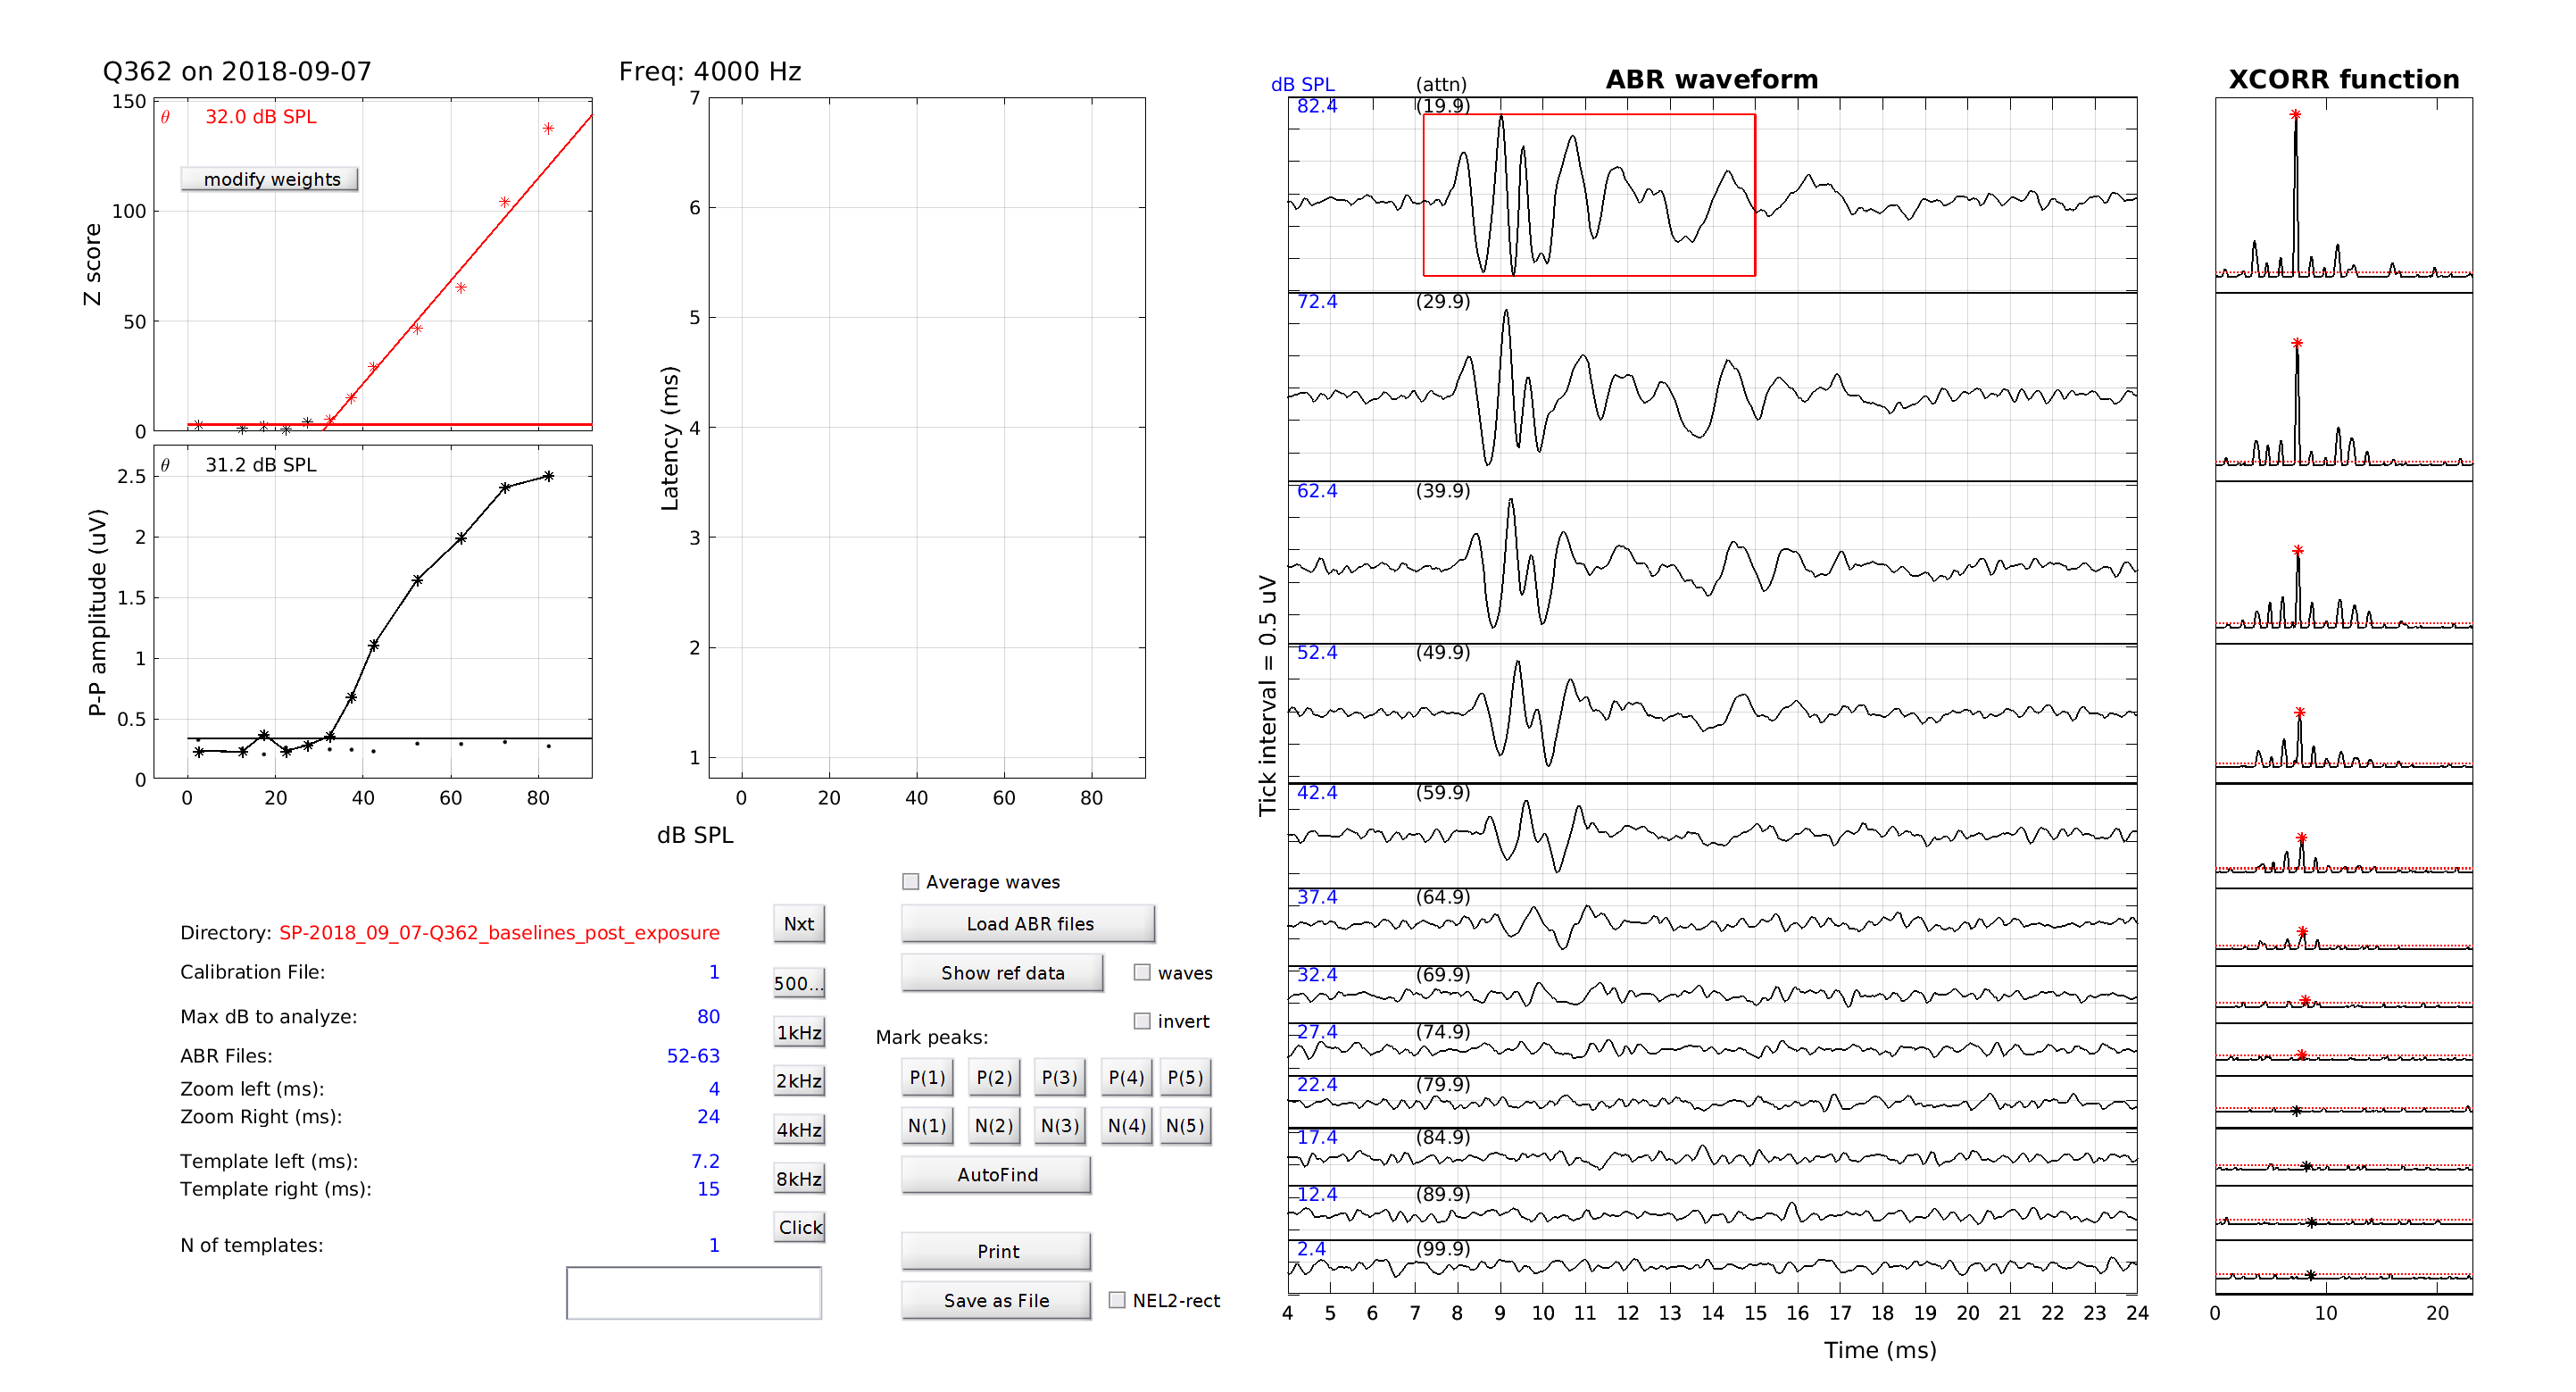 Q362 on 2018-09-07
θ 32.0 dB SPL
modify weights
Z score
150
100
50
0
θ 31.2 dB SPL
P-P amplitude (uV)
2.5
2
1.5
1
0.5
0
0 20 40 60 80
Freq: 4000 Hz
Latency (ms)
7
6
5
4
3
2
1
0 20 40 60 80
dB SPL
Directory: SP-2018_09_07-Q362_baselines_post_exposure
Calibration File: 1
Max dB to analyze: 80
ABR Files: 52-63
Zoom left (ms): 4
Zoom Right (ms): 24
Template left (ms): 7.2
Template right (ms): 15
N of templates: 1
Nxt
500...
1kHz
2kHz
4kHz
8kHz
Click
Average waves
Load ABR files
Show ref data
waves
invert
Mark peaks:
P(1) P(2) P(3) P(4) P(5)
N(1) N(2) N(3) N(4) N(5)
AutoFind
Print
Save as File
NEL2-rect
ABR waveform
dB SPL (attn)
82.4 (19.9)
72.4 (29.9)
62.4 (39.9)
52.4 (49.9)
42.4 (59.9)
37.4 (64.9)
32.4 (69.9)
27.4 (74.9)
22.4 (79.9)
17.4 (84.9)
12.4 (89.9)
2.4 (99.9)
Tick interval = 0.5 uV
4 5 6 7 8 9 10 11 12 13 14 15 16 17 18 19 20 21 22 23 24
Time (ms)
XCORR function
0 10 20